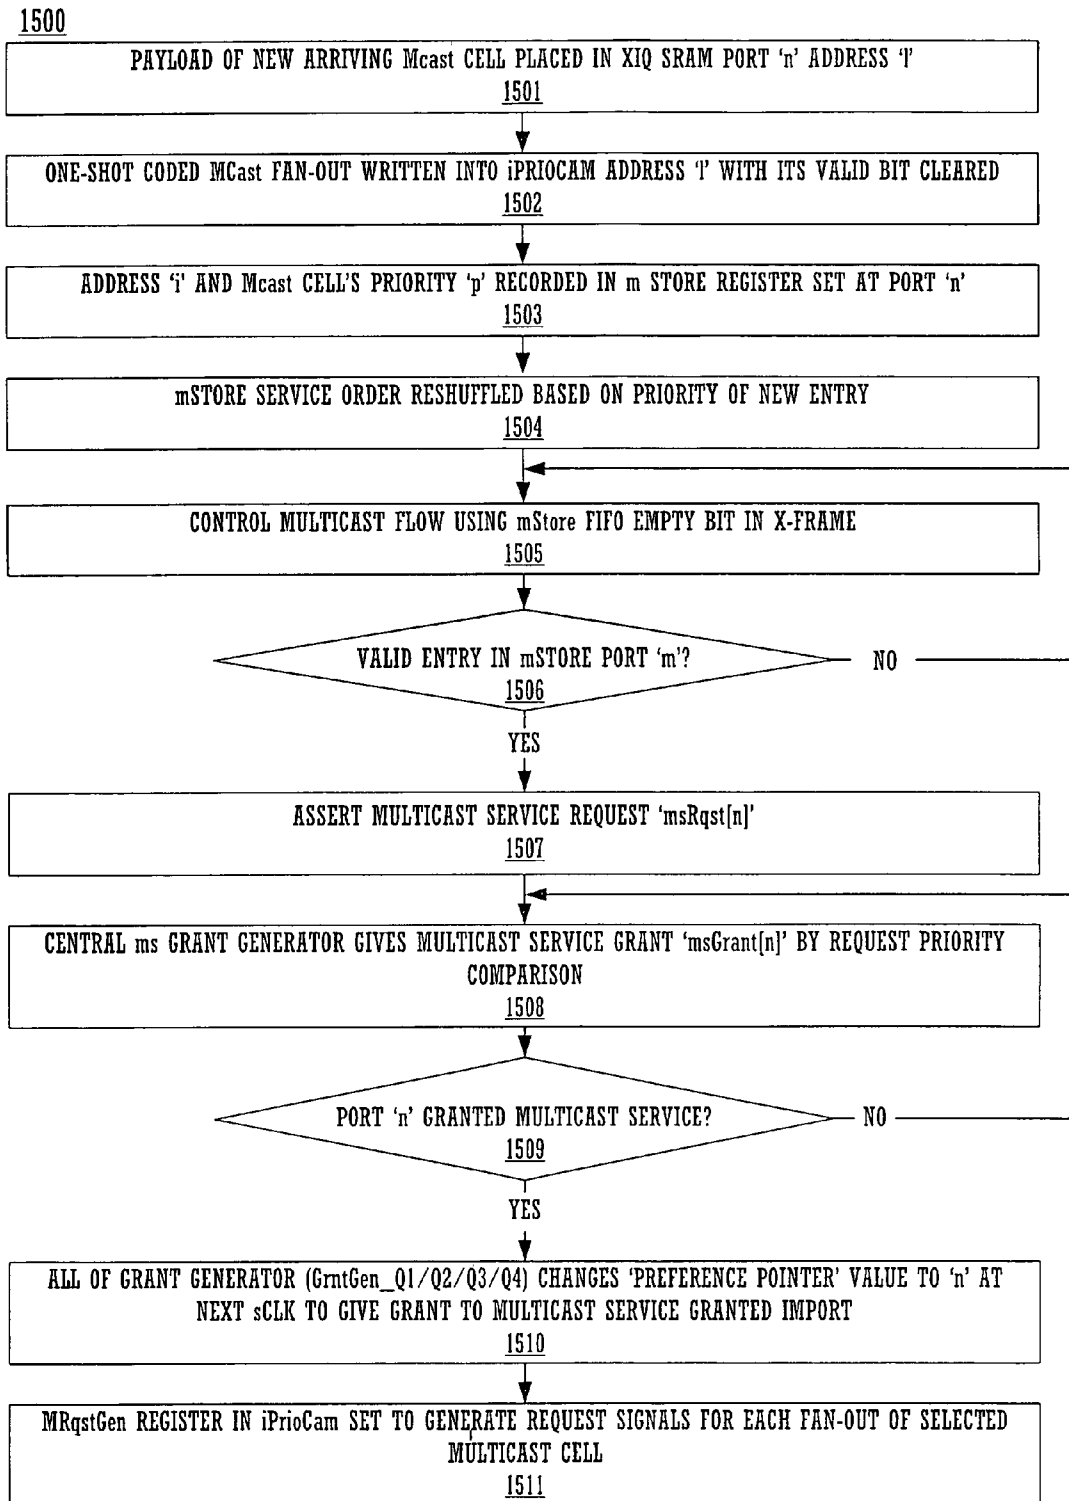 1500
PAYLOAD OF NEW ARRIVING Mcast CELL PLACED IN XIQ SRAM PORT 'n' ADDRESS 'l'
1501
ONE-SHOT CODED MCast FAN-OUT WRITTEN INTO iPRIOCAM ADDRESS 'l' WITH ITS VALID BIT CLEARED
1502
ADDRESS 'i' AND Mcast CELL'S PRIORITY 'p' RECORDED IN m STORE REGISTER SET AT PORT 'n'
1503
mSTORE SERVICE ORDER RESHUFFLED BASED ON PRIORITY OF NEW ENTRY
1504
CONTROL MULTICAST FLOW USING mStore FIFO EMPTY BIT IN X-FRAME
1505
VALID ENTRY IN mSTORE PORT 'm'?
1506
NO
YES
ASSERT MULTICAST SERVICE REQUEST 'msRqst[n]'
1507
CENTRAL ms GRANT GENERATOR GIVES MULTICAST SERVICE GRANT 'msGrant[n]' BY REQUEST PRIORITY
COMPARISON
1508
PORT 'n' GRANTED MULTICAST SERVICE?
1509
NO
YES
ALL OF GRANT GENERATOR (GrntGen_Q1/Q2/Q3/Q4) CHANGES 'PREFERENCE POINTER' VALUE TO 'n' AT
NEXT sCLK TO GIVE GRANT TO MULTICAST SERVICE GRANTED IMPORT
1510
MRqstGen REGISTER IN iPrioCam SET TO GENERATE REQUEST SIGNALS FOR EACH FAN-OUT OF SELECTED
MULTICAST CELL
1511